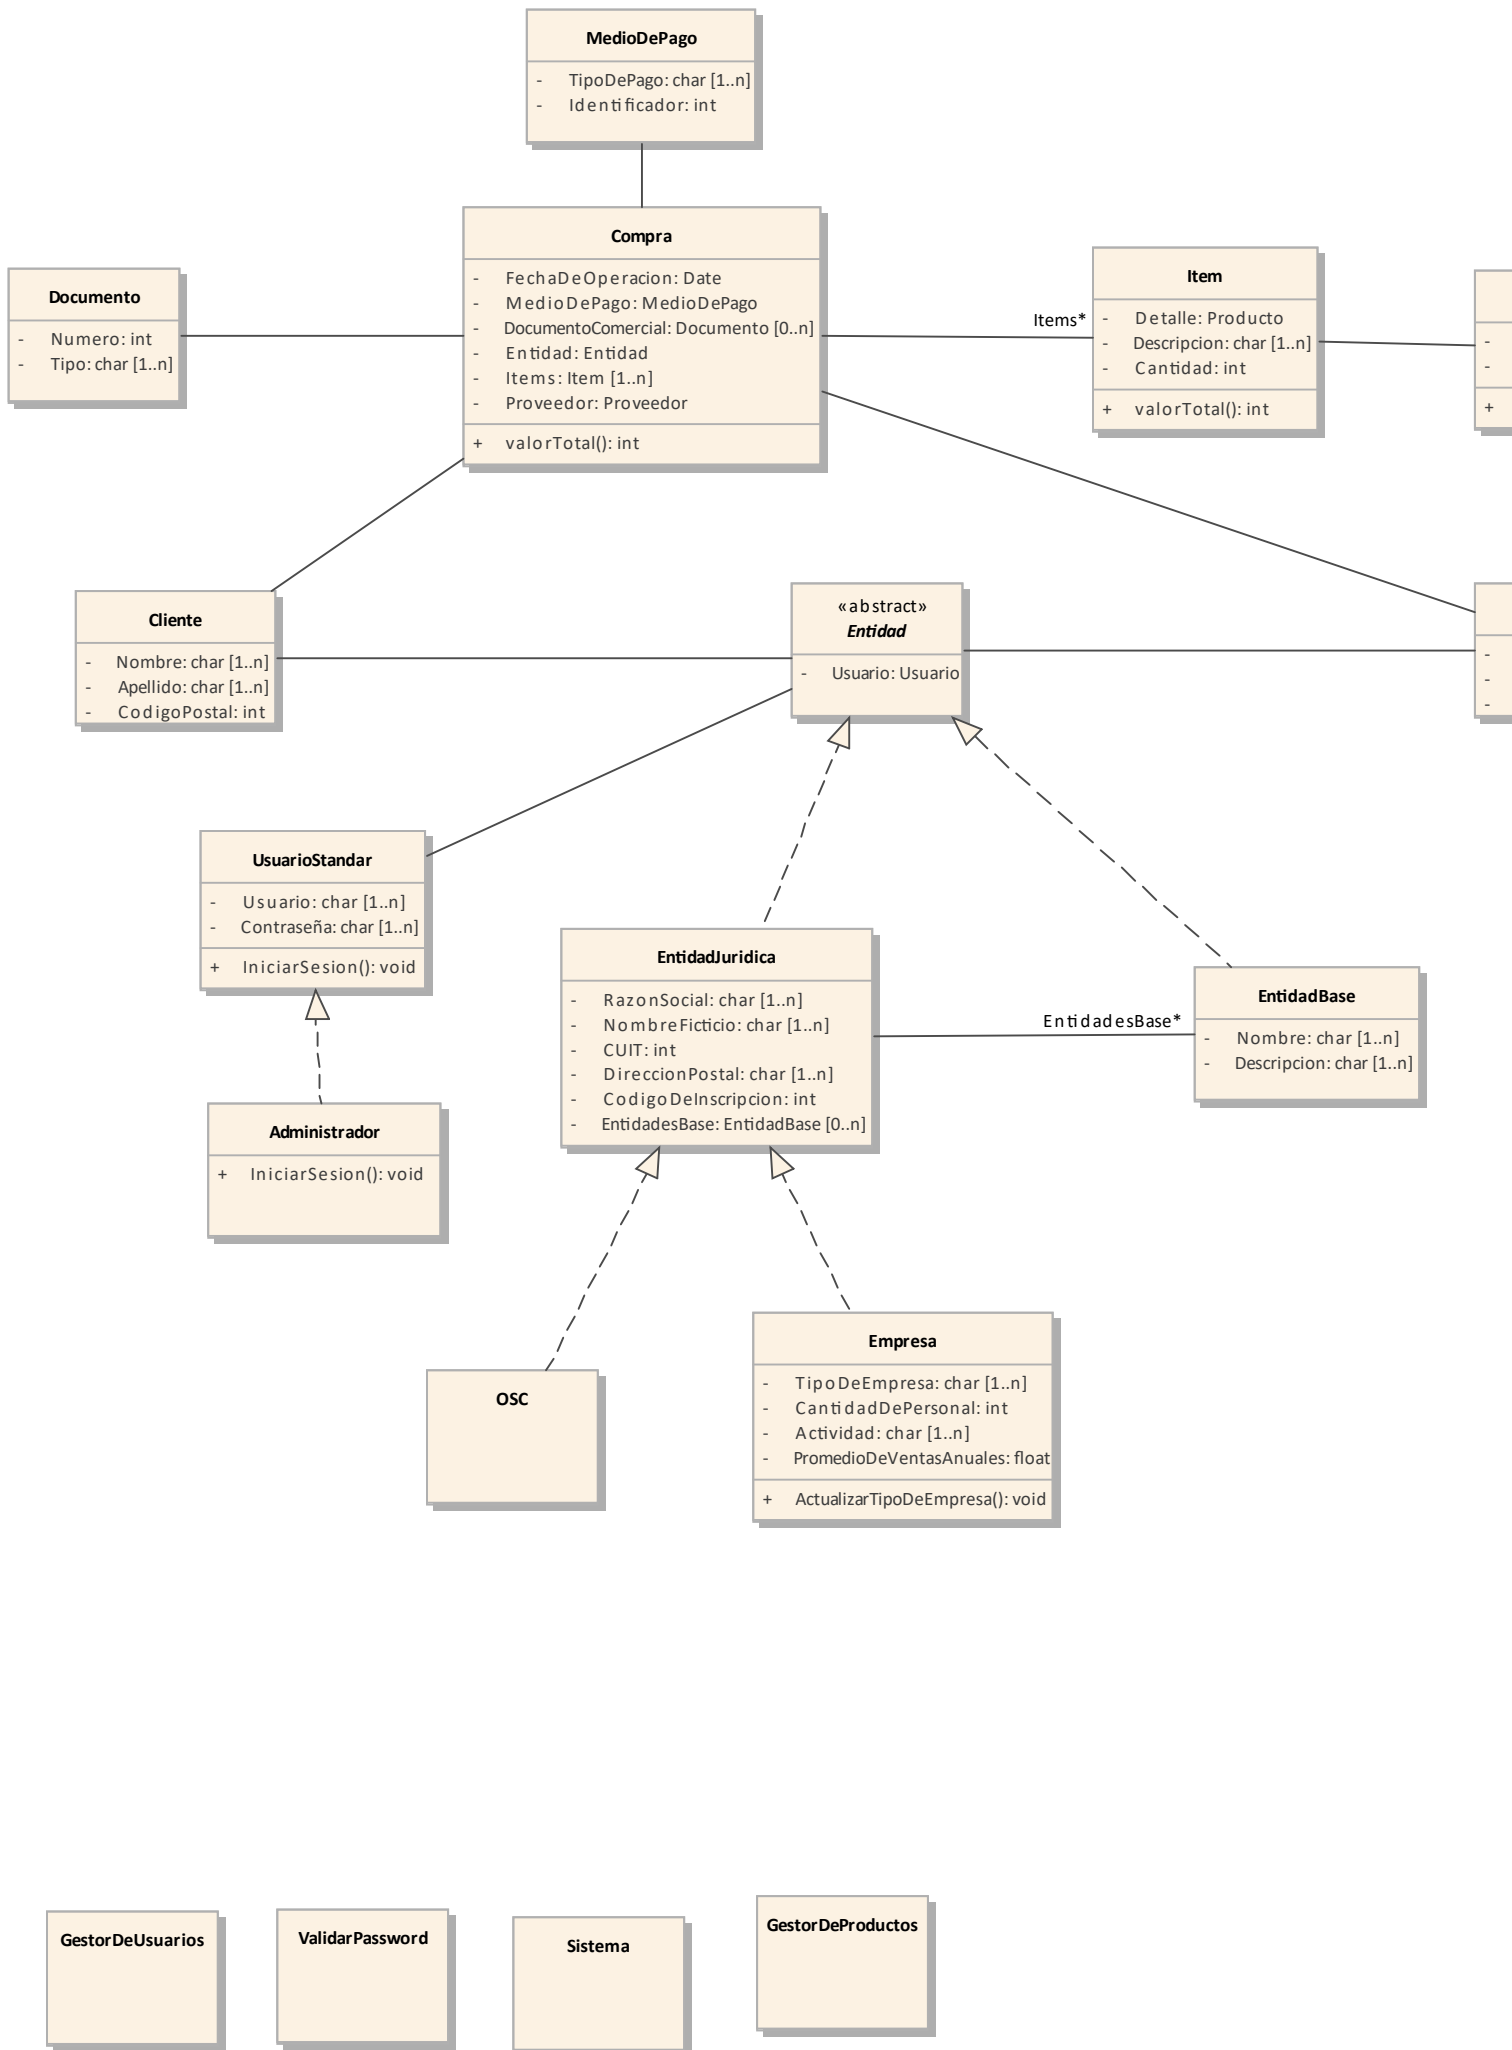 MedioDePago
- TipoDePago: char [1..n]
- Identificador: int
Compra
- FechaDeOperacion: Date
- MedioDePago: MedioDePago
- DocumentoComercial: Documento [0..n]
- Entidad: Entidad
- Items: Item [1..n]
- Proveedor: Proveedor
+ valorTotal(): int
Documento
- Numero: int
- Tipo: char [1..n]
Items*
Item
- Detalle: Producto
- Descripcion: char [1..n]
- Cantidad: int
+ valorTotal(): int
-
-
+
Cliente
- Nombre: char [1..n]
- Apellido: char [1..n]
- CodigoPostal: int
«abstract»
Entidad
- Usuario: Usuario
-
-
-
UsuarioStandar
- Usuario: char [1..n]
- Contraseña: char [1..n]
+ IniciarSesion(): void
Administrador
+ IniciarSesion(): void
EntidadJuridica
- RazonSocial: char [1..n]
- NombreFicticio: char [1..n]
- CUIT: int
- DireccionPostal: char [1..n]
- CodigoDeInscripcion: int
- EntidadesBase: EntidadBase [0..n]
EntidadesBase*
EntidadBase
- Nombre: char [1..n]
- Descripcion: char [1..n]
OSC
Empresa
- TipoDeEmpresa: char [1..n]
- CantidadDePersonal: int
- Actividad: char [1..n]
- PromedioDeVentasAnuales: float
+ ActualizarTipoDeEmpresa(): void
GestorDeUsuarios
ValidarPassword
Sistema
GestorDeProductos